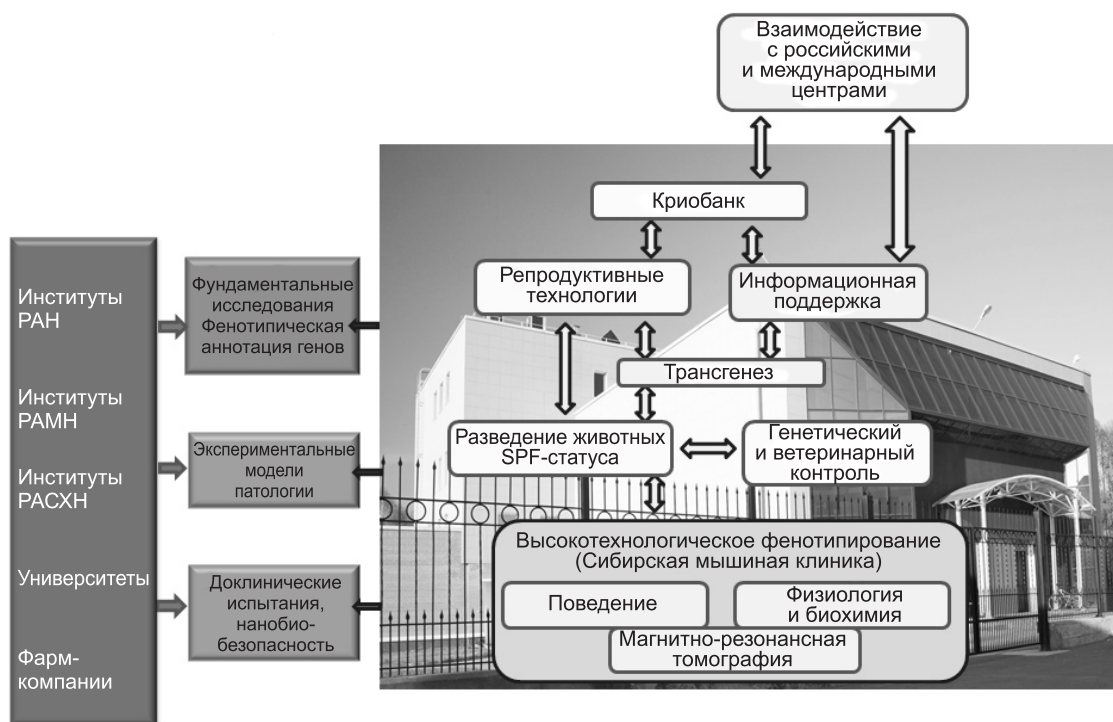 Взаимодействие
с российскими
и международными
центрами
Криобанк
Репродуктивные
технологии
Информационная
поддержка
Трансгенез
Разведение животных
SPF-статуса
Генетический
и ветеринарный
контроль
Высокотехнологическое фенотипирование
(Сибирская мышиная клиника)
Поведение
Физиология
и биохимия
Магнитно-резонансная
томография
Институты
РАН
Институты
РАМН
Институты
РАСХН
Университеты
Фарм-
компании
Фундаментальные
исследования
Фенотипическая
аннотация генов
Экспериментальные
модели
патологии
Доклинические
испытания,
нанобио-
безопасность